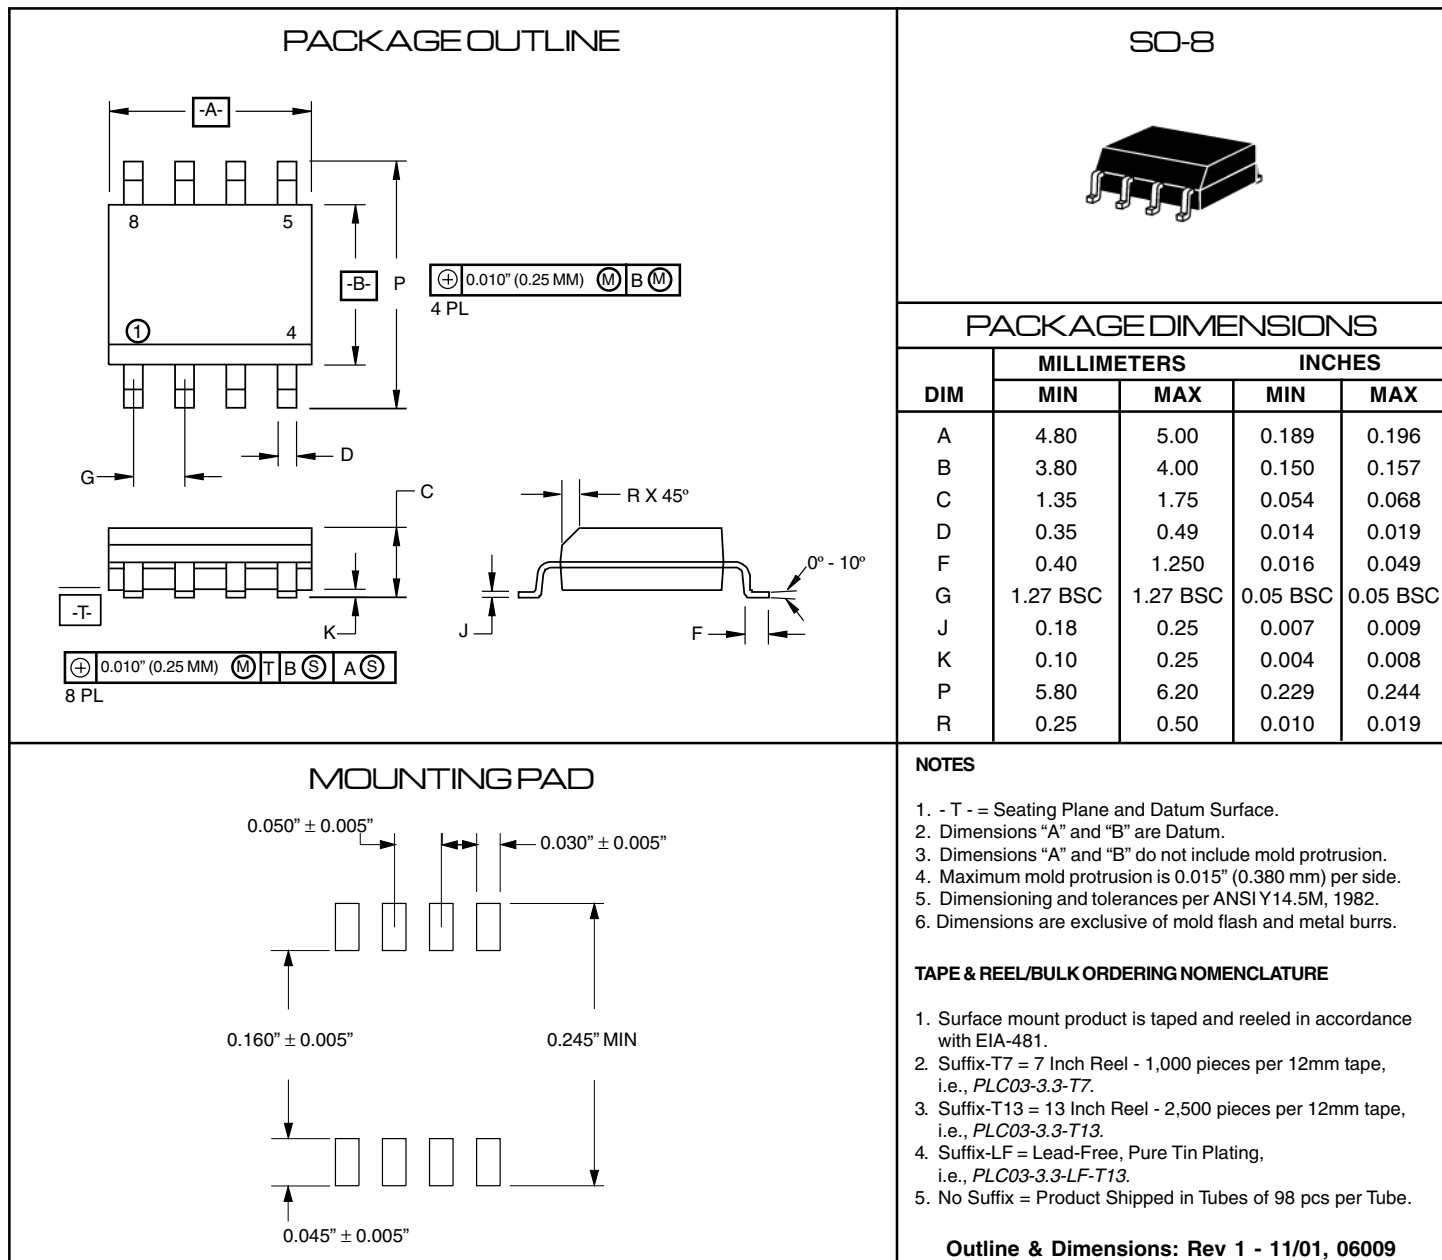 PACKAGE OUTLINE
-A-
8 5
-B- P
1 4
0.010” (0.25 MM) M B M
4 PL
D
G
C
R X 45º
0º - 10º
-T-
K
J
F
0.010” (0.25 MM) M T B S A S
8 PL
SO-8
PACKAGE DIMENSIONS
MILLIMETERS INCHES
DIM MIN MAX MIN MAX
A 4.80 5.00 0.189 0.196
B 3.80 4.00 0.150 0.157
C 1.35 1.75 0.054 0.068
D 0.35 0.49 0.014 0.019
F 0.40 1.250 0.016 0.049
G 1.27 BSC 1.27 BSC 0.05 BSC 0.05 BSC
J 0.18 0.25 0.007 0.009
K 0.10 0.25 0.004 0.008
P 5.80 6.20 0.229 0.244
R 0.25 0.50 0.010 0.019
MOUNTING PAD
0.050” ± 0.005”
0.030” ± 0.005”
0.160” ± 0.005”
0.245” MIN
0.045” ± 0.005”
NOTES
1. - T - = Seating Plane and Datum Surface.
2. Dimensions “A” and “B” are Datum.
3. Dimensions “A” and “B” do not include mold protrusion.
4. Maximum mold protrusion is 0.015” (0.380 mm) per side.
5. Dimensioning and tolerances per ANSI Y14.5M, 1982.
6. Dimensions are exclusive of mold flash and metal burrs.
TAPE & REEL/BULK ORDERING NOMENCLATURE
1. Surface mount product is taped and reeled in accordance
with EIA-481.
2. Suffix-T7 = 7 Inch Reel - 1,000 pieces per 12mm tape,
i.e., PLC03-3.3-T7.
3. Suffix-T13 = 13 Inch Reel - 2,500 pieces per 12mm tape,
i.e., PLC03-3.3-T13.
4. Suffix-LF = Lead-Free, Pure Tin Plating,
i.e., PLC03-3.3-LF-T13.
5. No Suffix = Product Shipped in Tubes of 98 pcs per Tube.
Outline & Dimensions: Rev 1 - 11/01, 06009